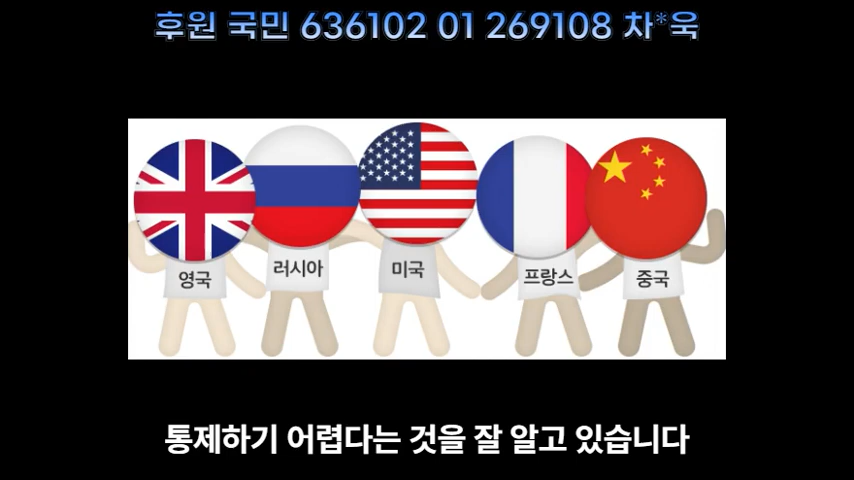 후원 국민 636102 01 269108 차*욱
영국
러시아
미국
프랑스
중국
통제하기 어렵다는 것을 잘 알고 있습니다